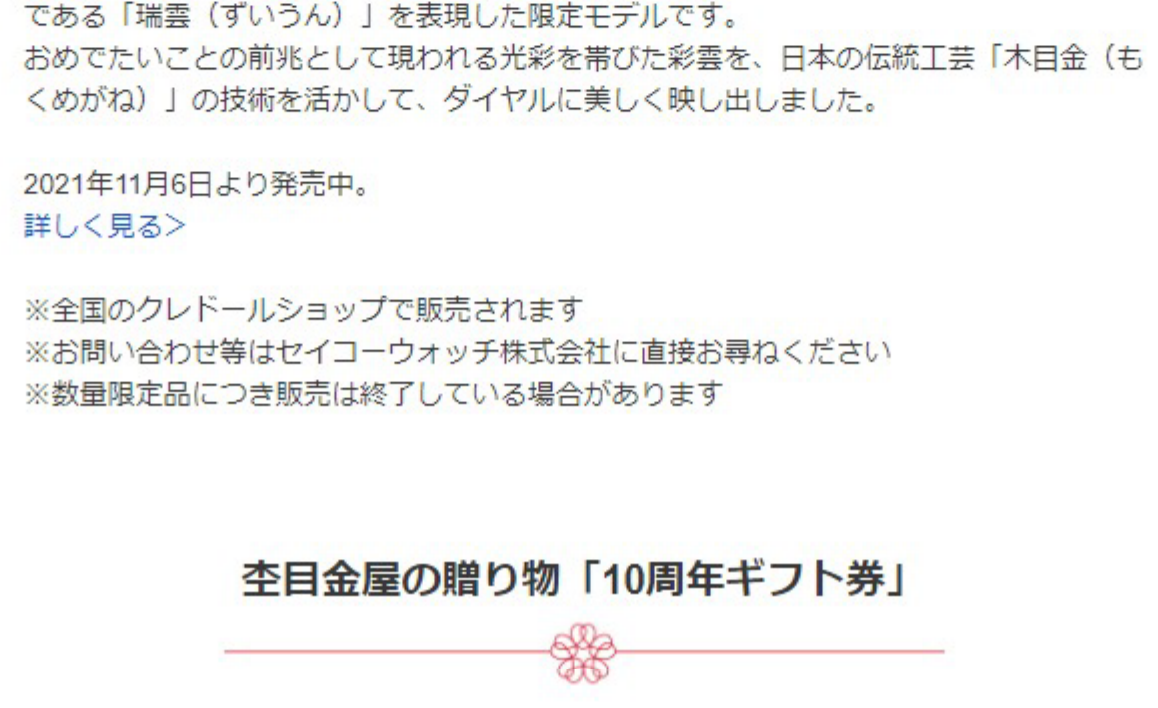 である「瑞雲（ずいうん）」を表現した限定モデルです。
おめでたいことの前兆として現われる光彩を帯びた彩雲を、日本の伝統工芸「木目金（も
くめがね）」の技術を活かして、ダイヤルに美しく映し出しました。
2021年11月6日より発売中。
詳しく見る＞
※全国のクレドールショップで販売されます
※お問い合わせ等はセイコーウォッチ株式会社に直接お尋ねください
※数量限定品につき販売は終了している場合があります
杢目金屋の贈り物「10周年ギフト券」